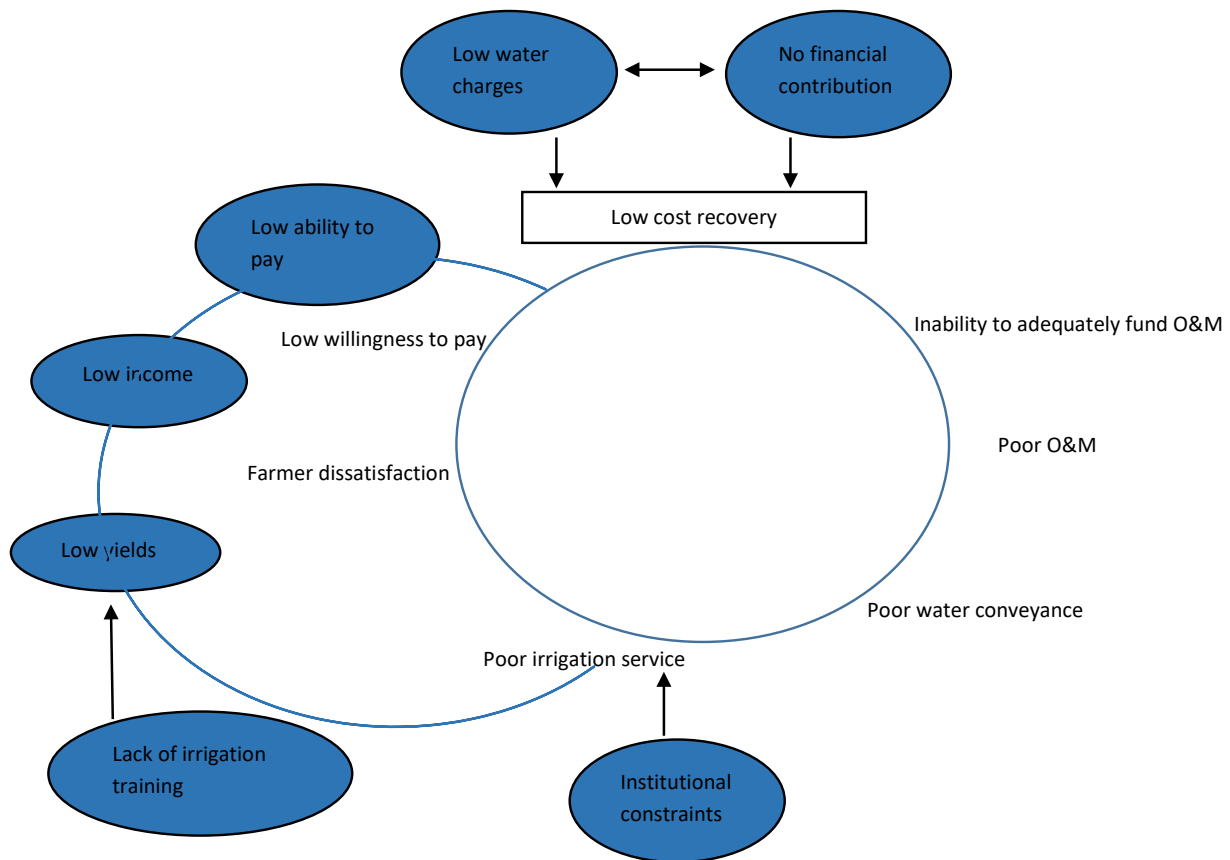 Low water
charges
No financial
contribution
Low cost recovery
Low ability to
pay
Inability to adequately fund O&M
Low willingness to pay
Low income
Poor O&M
Farmer dissatisfaction
Low yields
Poor water conveyance
Poor irrigation service
Lack of irrigation
training
Institutional
constraints